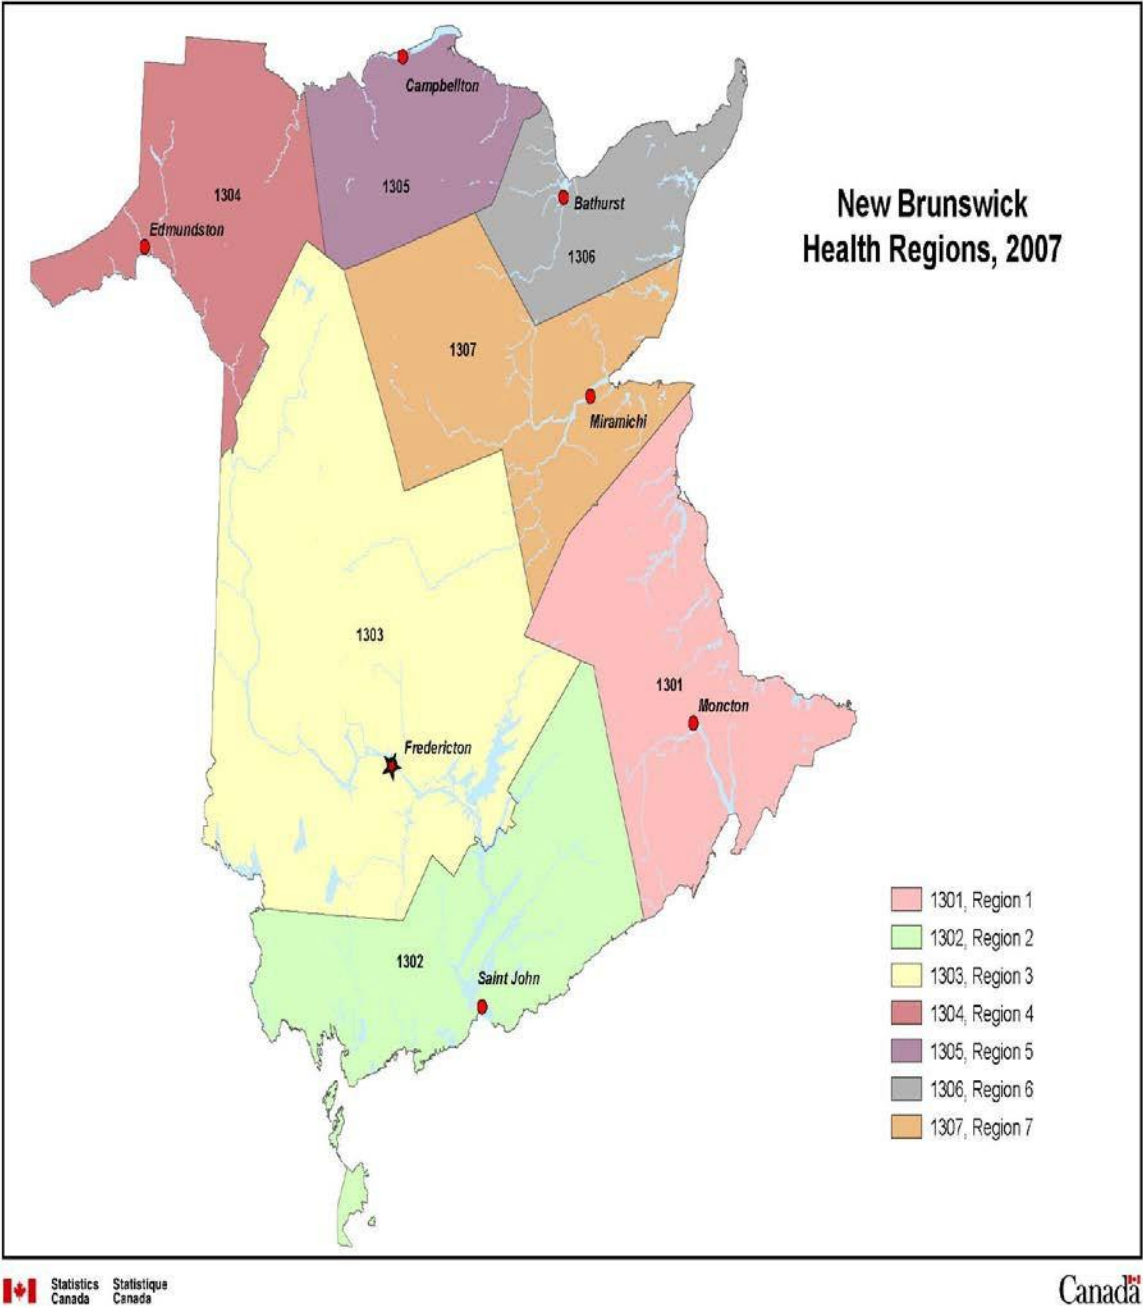 Campbellton
1304
1305
Edmundston
Bathurst
New Brunswick
Health Regions, 2007
1306
1307
Miramichi
1303
1301
Moncton
Fredericton
1302
Saint John
1301, Region 1
1302, Region 2
1303, Region 3
1304, Region 4
1305, Region 5
1306, Region 6
1307, Region 7
Statistics Statistique
Canada Canada
Canada